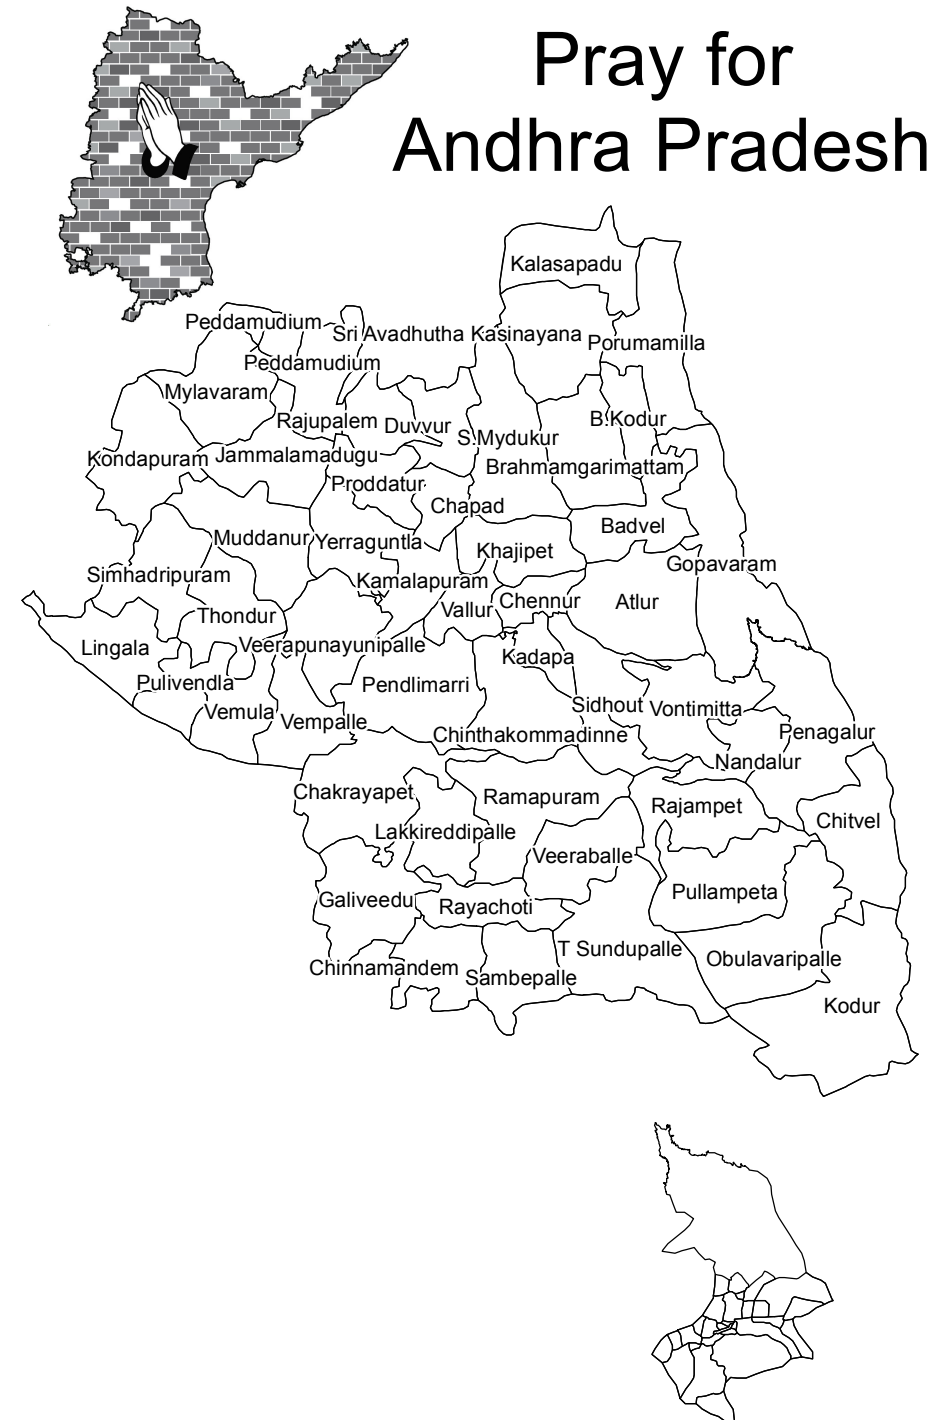 Pray for
Andhra Pradesh
Kalasapadu
Peddamudium
Sri Avadhutha Kasinayana
Porumamilla
Peddamudium
Mylavaram
Rajupalem
Duvvur
B.Kodur
S.Mydukur
Kondapuram
Jammalamadugu
Brahmamgarimattam
Proddatur
Chapad
Badvel
Muddanur
Yerraguntla
Khajipet
Gopavaram
Simhadripuram
Kamalapuram
Vallur
Chennur
Atlur
Thondur
Lingala
Veerapunayunipalle
Kadapa
Pulivendla
Pendlimarri
Sidhout
Vontimitta
Vemula
Vempalle
Chinthakommadinne
Penagalur
Nandalur
Chakrayapet
Ramapuram
Rajampet
Chitvel
Lakkireddipalle
Veeraballe
Galiveedu
Rayachoti
Pullampeta
T Sundupalle
Obulavaripalle
Chinnamandem
Sambepalle
Kodur